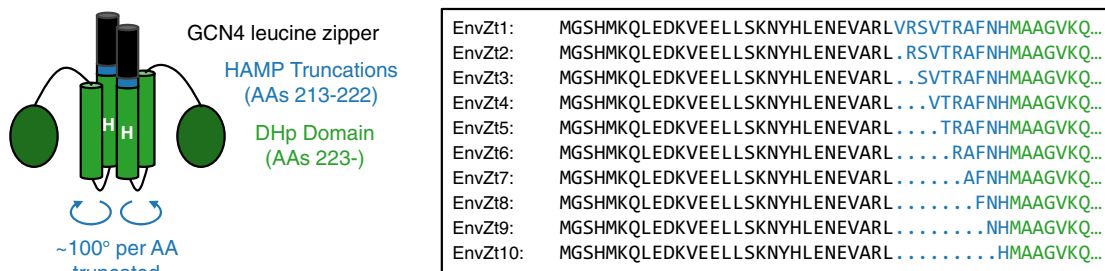 GCN4 leucine zipper
HAMP Truncations
(AAs 213-222)
DHp Domain
(AAs 223-)
H H
~100° per AA
truncated
EnvZt1: MGSHMKQLEDKVEELLSKNYHLENEVARLVRSVTRAFNHMAAGVKQ…
EnvZt2: MGSHMKQLEDKVEELLSKNYHLENEVARL.RSVTRAFNHMAAGVKQ…
EnvZt3: MGSHMKQLEDKVEELLSKNYHLENEVARL..SVTRAFNHMAAGVKQ…
EnvZt4: MGSHMKQLEDKVEELLSKNYHLENEVARL...VTRAFNHMAAGVKQ…
EnvZt5: MGSHMKQLEDKVEELLSKNYHLENEVARL....TRAFNHMAAGVKQ…
EnvZt6: MGSHMKQLEDKVEELLSKNYHLENEVARL.....RAFNHMAAGVKQ…
EnvZt7: MGSHMKQLEDKVEELLSKNYHLENEVARL......AFNHMAAGVKQ…
EnvZt8: MGSHMKQLEDKVEELLSKNYHLENEVARL.......FNHMAAGVKQ…
EnvZt9: MGSHMKQLEDKVEELLSKNYHLENEVARL........NHMAAGVKQ…
EnvZt10: MGSHMKQLEDKVEELLSKNYHLENEVARL.........HMAAGVKQ…